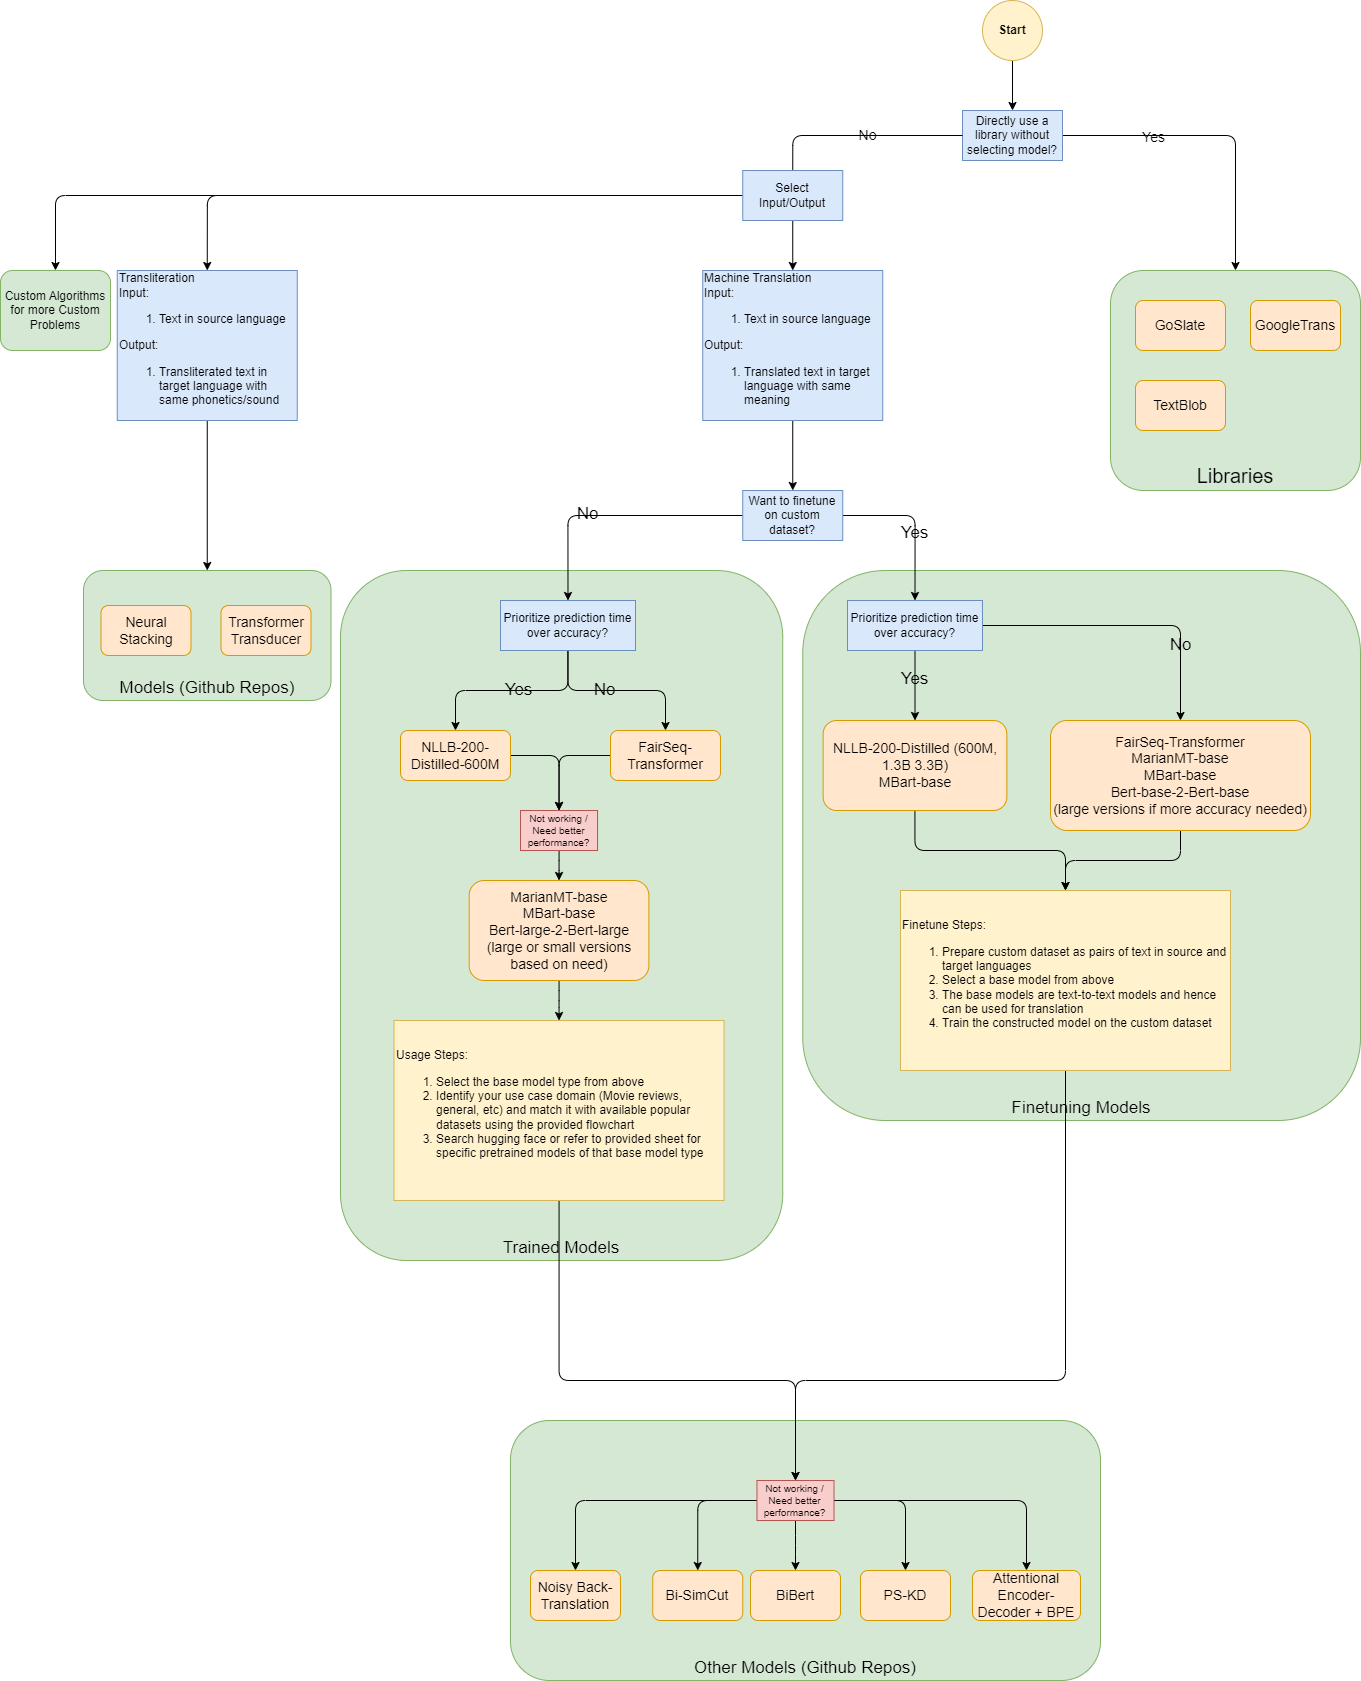 Start
Directly use a
library without
selecting model?
No
Yes
Select
Input/Output
Custom Algorithms
for more Custom
Problems
Transliteration
Input:
1. Text in source language
Output:
1. Transliterated text in
target language with
same phonetics/sound
Machine Translation
Input:
1. Text in source language
Output:
1. Translated text in target
language with same
meaning
GoSlate
GoogleTrans
TextBlob
Libraries
Want to finetune
on custom
dataset?
No
Yes
Neural
Stacking
Transformer
Transducer
Models (Github Repos)
Prioritize prediction time
over accuracy?
Yes
No
NLLB-200-
Distilled-600M
FairSeq-
Transformer
Not working /
Need better
performance?
MarianMT-base
MBart-base
Bert-large-2-Bert-large
(large or small versions
based on need)
Usage Steps:
1. Select the base model type from above
2. Identify your use case domain (Movie reviews,
general, etc) and match it with available popular
datasets using the provided flowchart
3. Search hugging face or refer to provided sheet for
specific pretrained models of that base model type
Trained Models
Prioritize prediction time
over accuracy?
Yes
No
NLLB-200-Distilled (600M,
1.3B 3.3B)
MBart-base
FairSeq-Transformer
MarianMT-base
MBart-base
Bert-base-2-Bert-base
(large versions if more accuracy needed)
Finetune Steps:
1. Prepare custom dataset as pairs of text in source and
target languages
2. Select a base model from above
3. The base models are text-to-text models and hence
can be used for translation
4. Train the constructed model on the custom dataset
Finetuning Models
Not working /
Need better
performance?
Noisy Back-
Translation
Bi-SimCut
BiBert
PS-KD
Attentional
Encoder-
Decoder + BPE
Other Models (Github Repos)